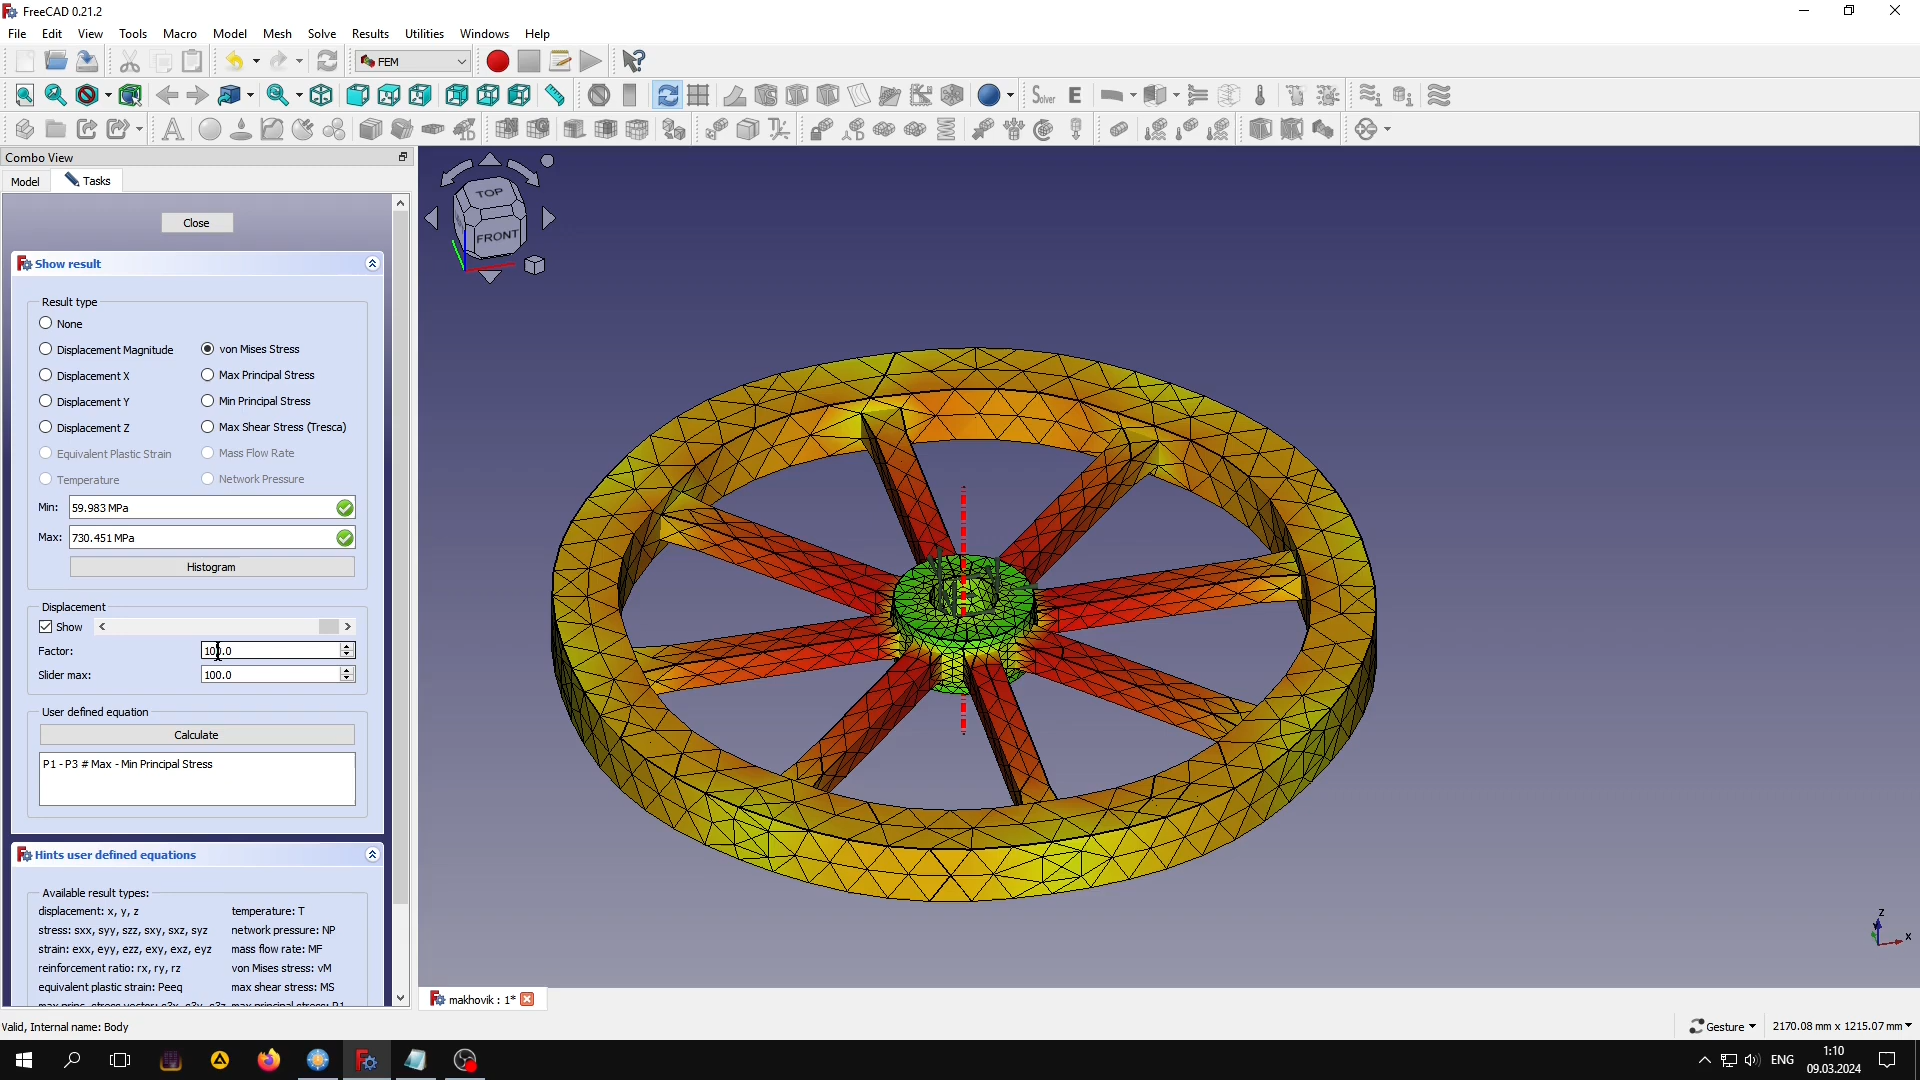 FreeCAD 0.21.2
File Edit View Tools Macro Model Mesh Solve Results Utilities Windows Help
FEM
Solver E
A
Combo View
Model Tasks
Close
Show result
Result type
None
Displacement Magnitude von Mises Stress
Displacement X Max Principal Stress
Displacement Y Min Principal Stress
Displacement Z Max Shear Stress (Tresca)
Equivalent Plastic Strain Mass Flow Rate
Temperature Network Pressure
Min: 59.983 MPa
Max: 730.451 MPa
Histogram
Displacement
Show
Factor: 100.0
Slider max: 100.0
User defined equation
Calculate
P1 - P3 # Max - Min Principal Stress
Hints user defined equations
Available result types:
displacement: x, y, z temperature: T
stress: sxx, syy, szz, sxy, sxz, syz network pressure: NP
strain: exx, eyy, ezz, exy, exz, eyz mass flow rate: MF
reinforcement ratio: rx, ry, rz von Mises stress: vM
equivalent plastic strain: Peeq max shear stress: MS
TOP
FRONT
Z
X
makhovik : 1*
Valid, Internal name: Body
Gesture 2170.08 mm x 1215.07 mm
ENG
1:10
09.03.2024